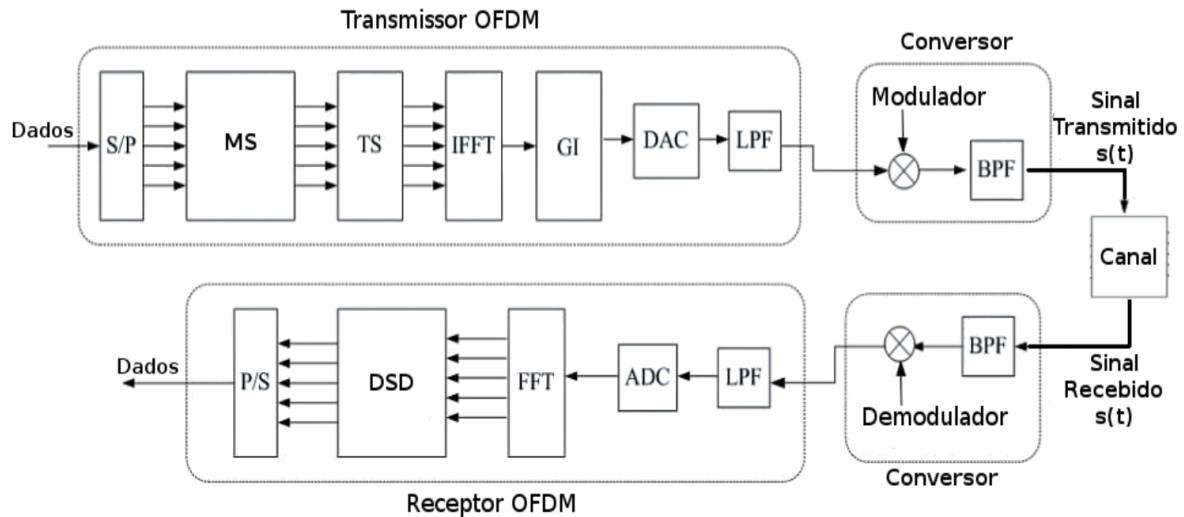 Transmissor OFDM
Dados
S/P
MS
TS
IFFT
GI
DAC
LPF
Conversor
Modulador
BPF
Sinal
Transmitido
s(t)
Canal
Sinal
Recebido
s(t)
BPF
Demodulador
Conversor
LPF
ADC
FFT
DSD
P/S
Dados
Receptor OFDM